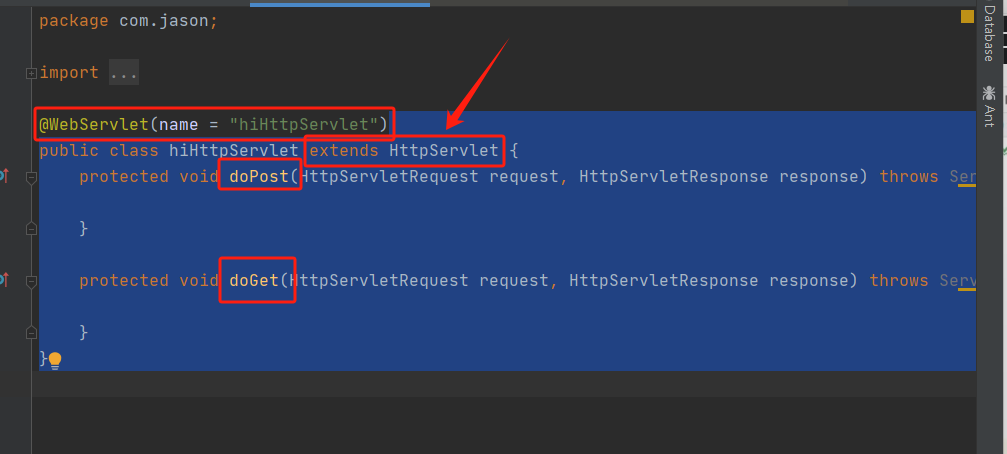 package com.jason;
import ...
@WebServlet(name = "hiHttpServlet")
public class hiHttpServlet extends HttpServlet {
protected void doPost(HttpServletRequest request, HttpServletResponse response) throws Ser
}
protected void doGet(HttpServletRequest request, HttpServletResponse response) throws Serv
}
}
Database
Ant